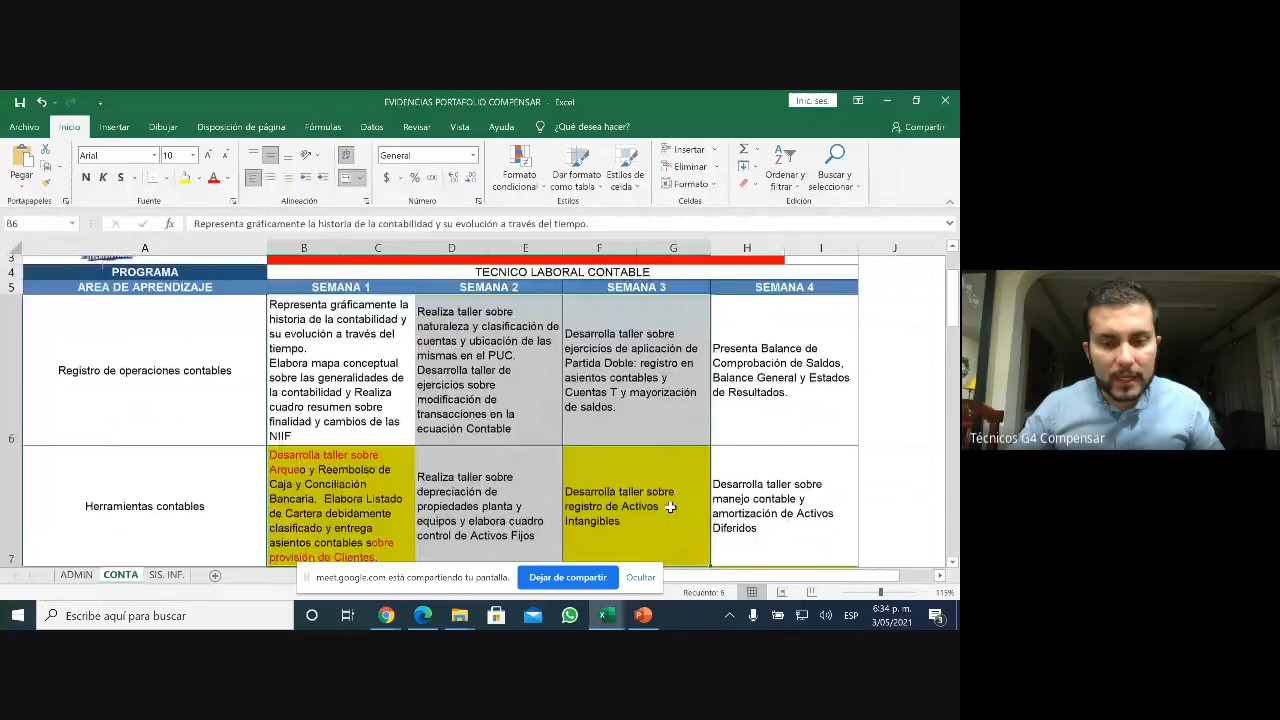 EVIDENCIAS PORTAFOLIO COMPENSAR - Excel
Inic. ses.
Archivo Inicio Insertar Dibujar Disposición de página Fórmulas Datos Revisar Vista Ayuda ¿Qué desea hacer? Compartir
Pegar
Arial 10
N K S
General
$ % 000
Formato condicional
Dar formato como tabla
Estilos de celda
Insertar
Eliminar
Formato
Ordenar y filtrar
Buscar y seleccionar
Portapapeles Fuente Alineación Número Estilos Celdas Edición
B6 fx Representa gráficamente la historia de la contabilidad y su evolución a través del tiempo.
A B C D E F G H I J
3
4 PROGRAMA TECNICO LABORAL CONTABLE
5 AREA DE APRENDIZAJE SEMANA 1 SEMANA 2 SEMANA 3 SEMANA 4
6
Registro de operaciones contables
Representa gráficamente la
historia de la contabilidad y
su evolución a través del
tiempo.
Elabora mapa conceptual
sobre las generalidades de
la contabilidad y Realiza
cuadro resumen sobre
finalidad y cambios de las
NIIF
Realiza taller sobre
naturaleza y clasificación de
cuentas y ubicación de las
mismas en el PUC.
Desarrolla taller de
ejercicios sobre
modificación de
transacciones en la
ecuación Contable
Desarrolla taller sobre
ejercicios de aplicación de
Partida Doble: registro en
asientos contables y
Cuentas T y mayorización
de saldos.
Presenta Balance de
Comprobación de Saldos,
Balance General y Estados
de Resultados.
7
Herramientas contables
Desarrolla taller sobre
Arqueo y Reembolso de
Caja y Conciliación
Bancaria. Elabora Listado
de Cartera debidamente
clasificado y entrega
asientos contables sobre
provisión de Clientes.
Realiza taller sobre
depreciación de
propiedades planta y
equipos y elabora cuadro
control de Activos Fijos
Desarrolla taller sobre
registro de Activos
Intangibles
Desarrolla taller sobre
manejo contable y
amortización de Activos
Diferidos
ADMIN CONTA SIS. INF.
meet.google.com está compartiendo tu pantalla. Dejar de compartir Ocultar
Recuento: 6 115%
Escribe aquí para buscar
ESP
6:34 p. m.
3/05/2021
3
Técnicos G4 Compensar